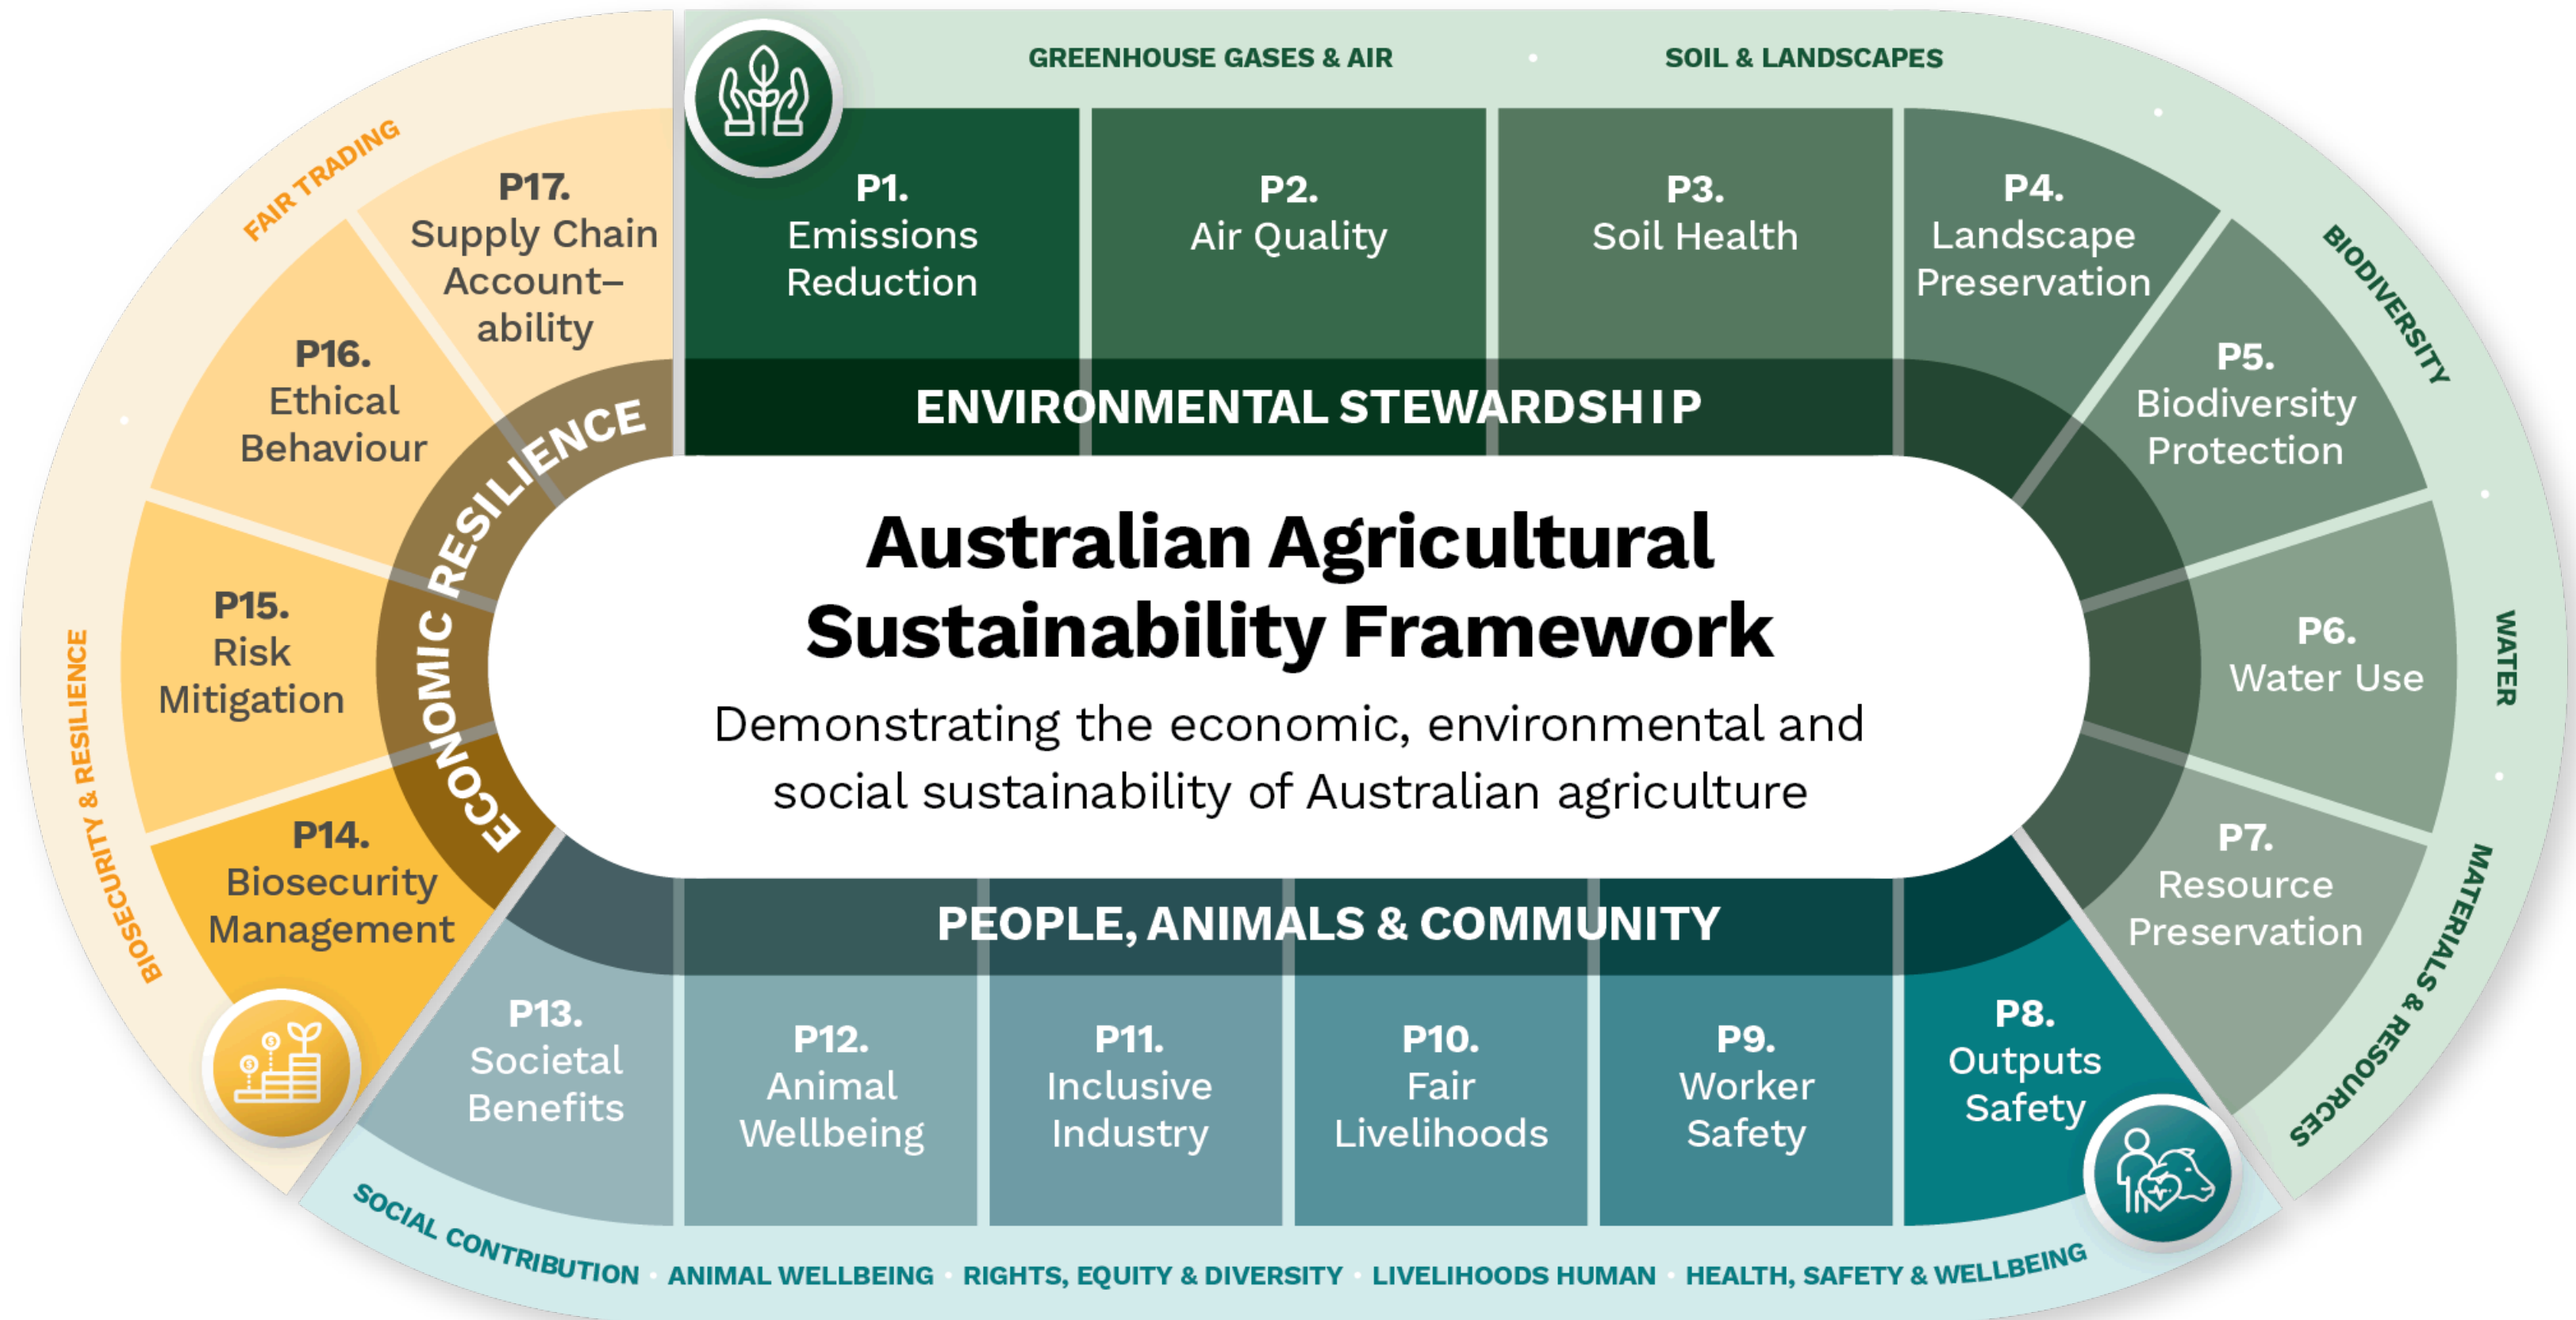 Australian Agricultural
Sustainability Framework
Demonstrating the economic, environmental and
social sustainability of Australian agriculture
ENVIRONMENTAL STEWARDSHIP
GREENHOUSE GASES & AIR
SOIL & LANDSCAPES
BIODIVERSITY
WATER
MATERIALS & RESOURCES
P1.
Emissions
Reduction
P2.
Air Quality
P3.
Soil Health
P4.
Landscape
Preservation
P5.
Biodiversity
Protection
P6.
Water Use
P7.
Resource
Preservation
PEOPLE, ANIMALS & COMMUNITY
P8.
Outputs
Safety
P9.
Worker
Safety
P10.
Fair
Livelihoods
P11.
Inclusive
Industry
P12.
Animal
Wellbeing
P13.
Societal
Benefits
SOCIAL CONTRIBUTION · ANIMAL WELLBEING · RIGHTS, EQUITY & DIVERSITY · LIVELIHOODS HUMAN · HEALTH, SAFETY & WELLBEING
ECONOMIC RESILIENCE
P14.
Biosecurity
Management
P15.
Risk
Mitigation
P16.
Ethical
Behaviour
P17.
Supply Chain
Account–
ability
BIOSECURITY & RESILIENCE
FAIR TRADING